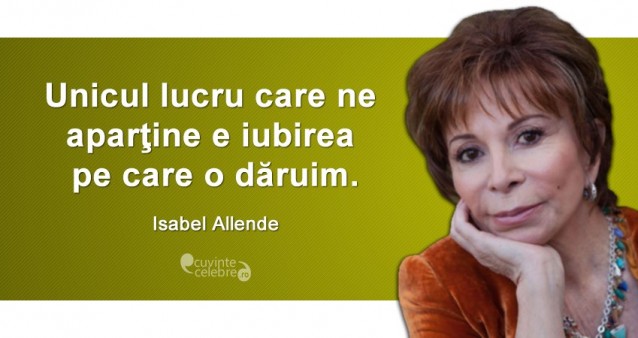 Unicul lucru care ne
aparţine e iubirea
pe care o dăruim.
Isabel Allende
cuvinte
celebre.ro